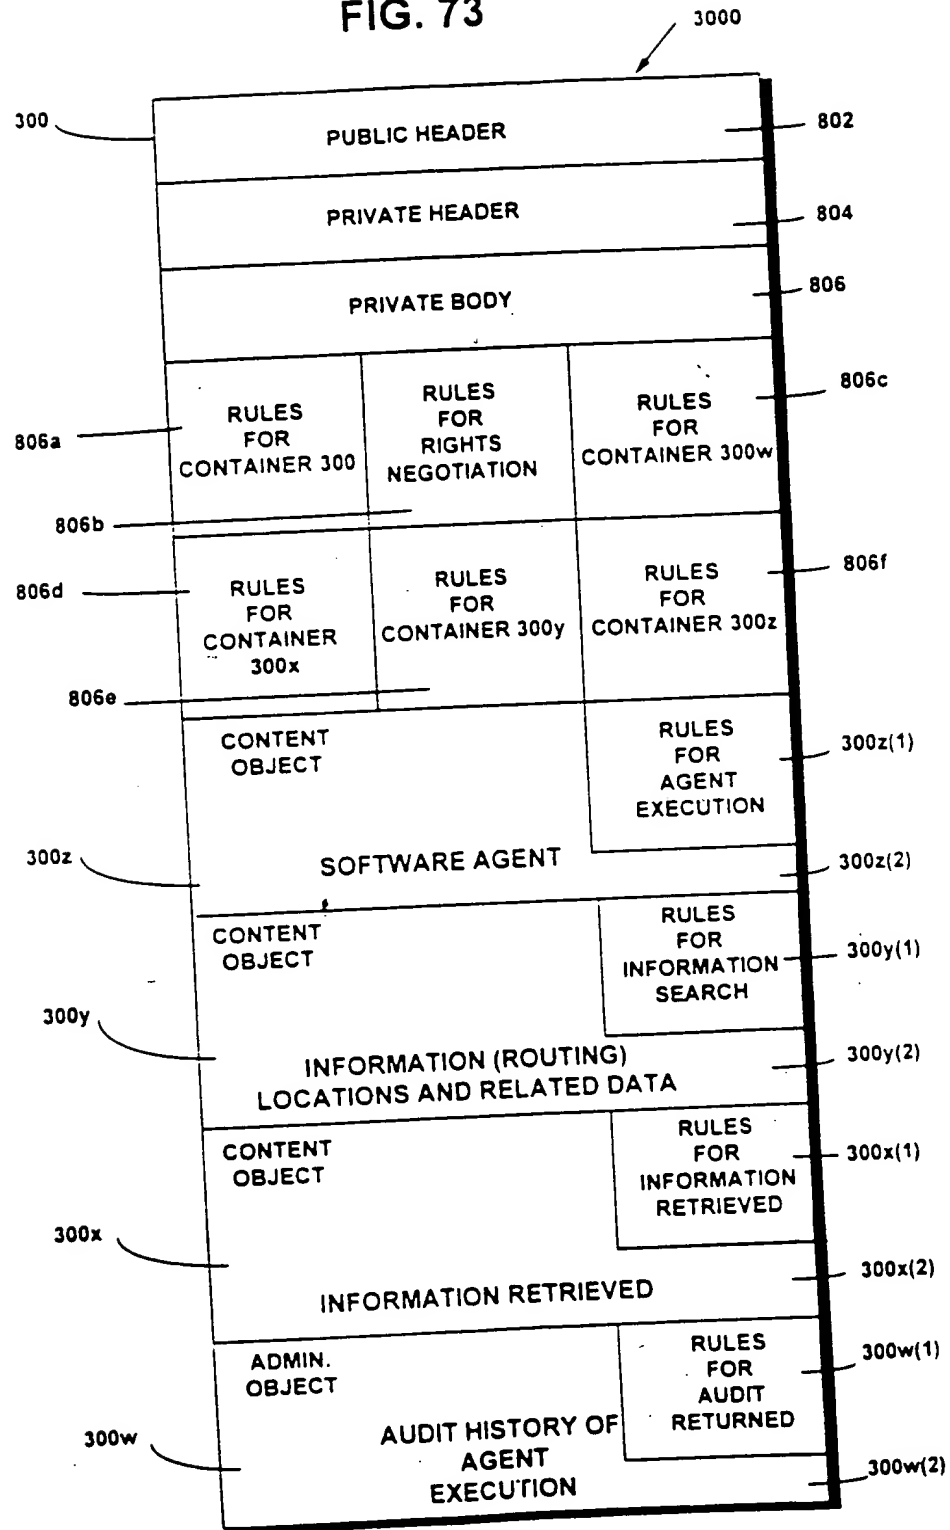 FIG. 73
3000
300
PUBLIC HEADER
802
PRIVATE HEADER
804
PRIVATE BODY
806
806a
RULES
FOR
CONTAINER 300
806b
RULES
FOR
RIGHTS
NEGOTIATION
RULES
FOR
CONTAINER 300w
806c
806d
RULES
FOR
CONTAINER
300x
806e
RULES
FOR
CONTAINER 300y
RULES
FOR
CONTAINER 300z
806f
CONTENT
OBJECT
RULES
FOR
AGENT
EXECUTION
300z(1)
300z
SOFTWARE AGENT
300z(2)
CONTENT
OBJECT
RULES
FOR
INFORMATION
SEARCH
300y(1)
300y
INFORMATION (ROUTING)
LOCATIONS AND RELATED DATA
300y(2)
CONTENT
OBJECT
RULES
FOR
INFORMATION
RETRIEVED
300x(1)
300x
INFORMATION RETRIEVED
300x(2)
ADMIN.
OBJECT
RULES
FOR
AUDIT
RETURNED
300w(1)
300w
AUDIT HISTORY OF
AGENT
EXECUTION
300w(2)